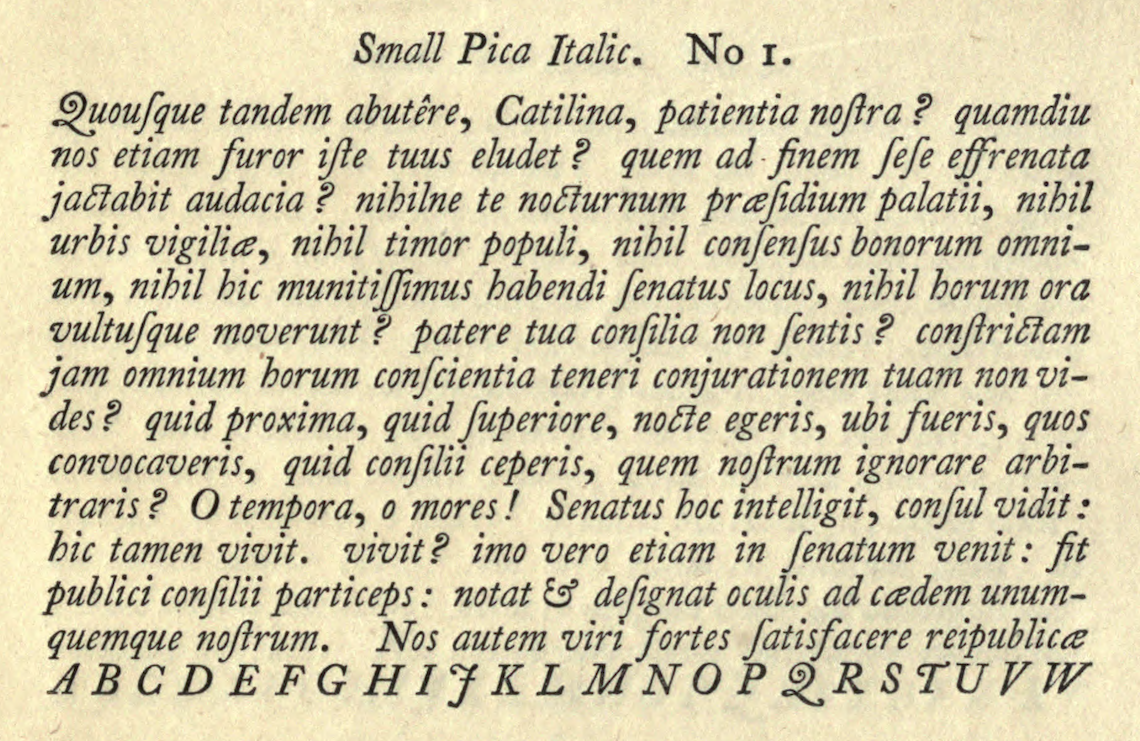 Small Pica Italic. No 1.
Quouſque tandem abutêre, Catilina, patientia noſtra ? quamdiu
nos etiam furor iſte tuus eludet ? quem ad finem ſeſe effrenata
jactabit audacia ? nihilne te nocturnum præſidium palatii, nihil
urbis vigiliæ, nihil timor populi, nihil conſenſus bonorum omni-
um, nihil hic munitiſſimus habendi ſenatus locus, nihil horum ora
vultuſque moverunt ? patere tua conſilia non ſentis ? conſtrictam
jam omnium horum conſcientia teneri conjurationem tuam non vi-
des ? quid proxima, quid ſuperiore, nocte egeris, ubi fueris, quos
convocaveris, quid conſilii ceperis, quem noſtrum ignorare arbi-
traris ? O tempora, o mores ! Senatus hoc intelligit, conſul vidit :
hic tamen vivit. vivit ? imo vero etiam in ſenatum venit : fit
publici conſilii particeps : notat & deſignat oculis ad cædem unum-
quemque noſtrum. Nos autem viri fortes ſatisfacere reipublicæ
A B C D E F G H I J K L M N O P Q R S T U V W